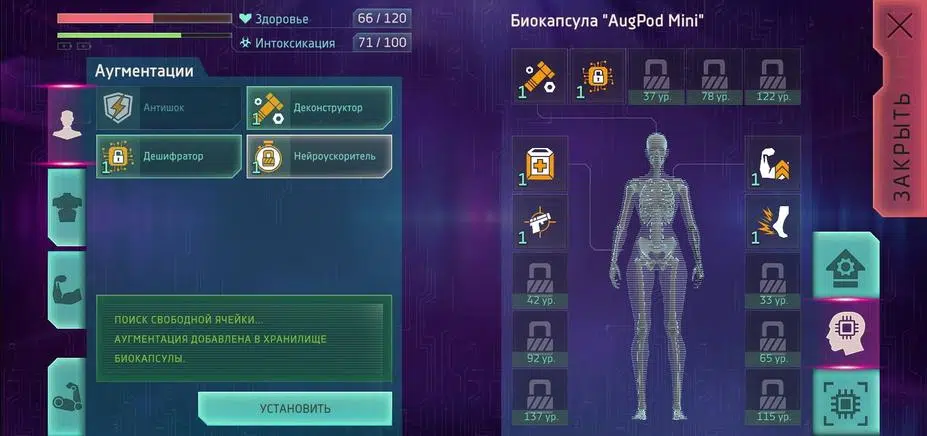 Здоровье 66 / 120
Интоксикация 71 / 100
Биокапсула "AugPod Mini"
ЗАКРЫТЬ
Аугментации
Антишок
1 Деконструктор
1 Дешифратор
1 Нейроускоритель
ПОИСК СВОБОДНОЙ ЯЧЕЙКИ...
АУГМЕНТАЦИЯ ДОБАВЛЕНА В ХРАНИЛИЩЕ
БИОКАПСУЛЫ.
УСТАНОВИТЬ
1 1 37 ур. 78 ур. 122 ур.
1 1
1 1
42 ур. 33 ур.
92 ур. 65 ур.
137 ур. 115 ур.